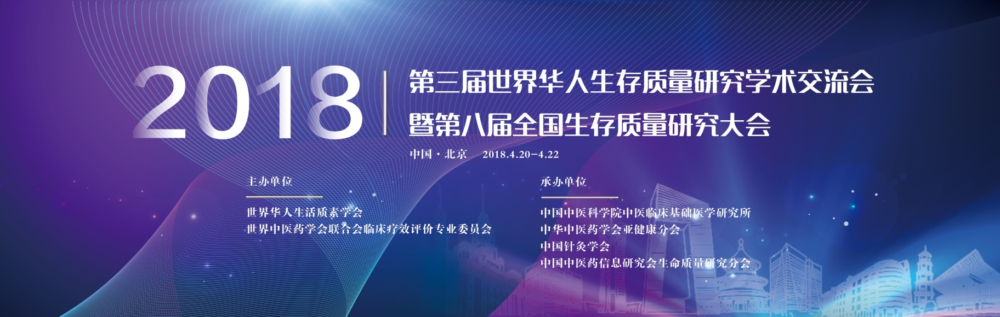 2018
第三届世界华人生存质量研究学术交流会
暨第八届全国生存质量研究大会
中国·北京 2018.4.20-4.22
主办单位
世界华人生活质素学会
世界中医药学会联合会临床疗效评价专业委员会
承办单位
中国中医科学院中医临床基础医学研究所
中华中医药学会亚健康分会
中国针灸学会
中国中医药信息研究会生命质量研究分会